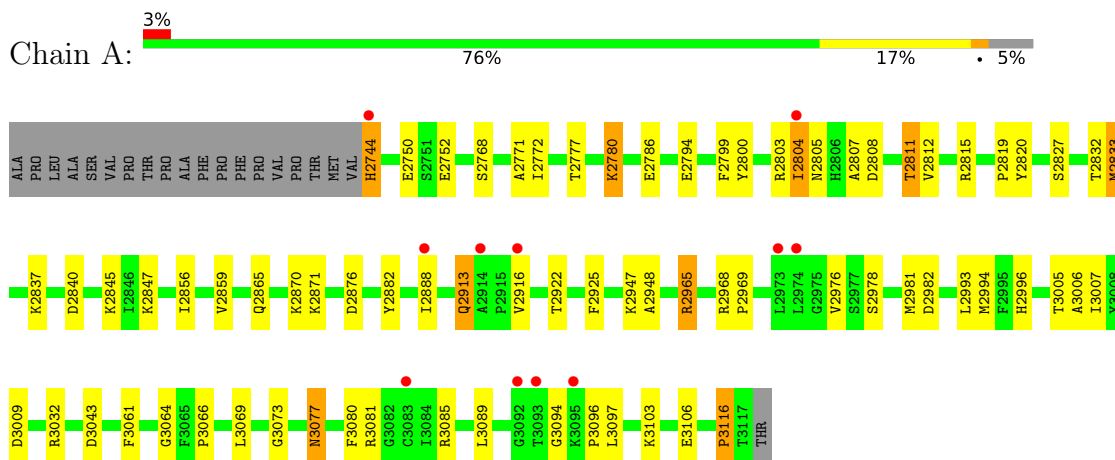 3%
Chain A:
76% 17% • 5%
ALA PRO LEU ALA SER VAL PRO THR PRO ALA PHE PRO PHE PRO VAL PRO THR MET VAL H2744 E2750 S2751 E2752 S2768 A2771 I2772 T2777 K2780 E2786 E2794 F2799 Y2800 R2803 I2804 N2805 H2806 A2807 D2808 T2811 V2812 R2815 P2819 Y2820 S2827 T2832 M2833
K2837 D2840 K2845 I2846 K2847 I2856 V2859 Q2865 K2870 K2871 D2876 Y2882 I2888 Q2913 A2914 P2915 V2916 T2922 F2925 K2947 A2948 R2965 R2968 P2969 L2973 L2974 G2975 V2976 S2977 S2978 M2981 D2982 L2993 M2994 F2995 H2996 T3005 A3006 I3007 Y3008
D3009 R3032 D3043 F3061 G3064 F3065 P3066 L3069 G3073 N3077 F3080 R3081 G3082 C3083 I3084 R3085 L3089 G3092 T3093 G3094 K3095 P3096 L3097 K3103 E3106 P3116 T3117 THR